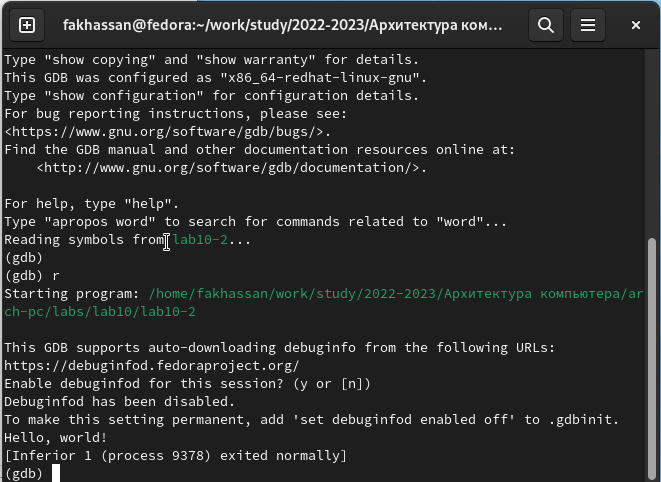 fakhassan@fedora:~/work/study/2022-2023/Архитектура ком...
Type "show copying" and "show warranty" for details.
This GDB was configured as "x86_64-redhat-linux-gnu".
Type "show configuration" for configuration details.
For bug reporting instructions, please see:
<https://www.gnu.org/software/gdb/bugs/>.
Find the GDB manual and other documentation resources online at:
    <http://www.gnu.org/software/gdb/documentation/>.
For help, type "help".
Type "apropos word" to search for commands related to "word"...
Reading symbols from lab10-2...
(gdb)
(gdb) r
Starting program: /home/fakhassan/work/study/2022-2023/Архитектура компьютера/ar
ch-pc/labs/lab10/lab10-2
This GDB supports auto-downloading debuginfo from the following URLs:
https://debuginfod.fedoraproject.org/
Enable debuginfod for this session? (y or [n])
Debuginfod has been disabled.
To make this setting permanent, add 'set debuginfod enabled off' to .gdbinit.
Hello, world!
[Inferior 1 (process 9378) exited normally]
(gdb)